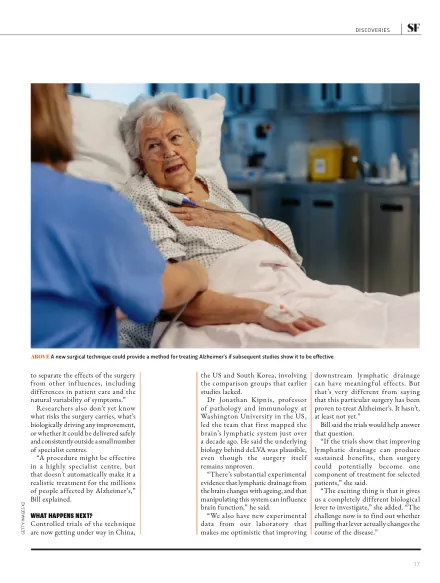 DISCOVERIES
SF
ABOVE A new surgical technique could provide a method for treating Alzheimer's if subsequent studies show it to be effective
to separate the effects of the surgery
from other influences, including
differences in patient care and the
natural variability of symptoms."
Researchers also don't yet know
what risks the surgery carries, what's
biologically driving any improvement,
or whether it could be delivered safely
and consistently outside a small number
of specialist centres.
"A procedure might be effective
in a highly specialist centre, but
that doesn't automatically make it a
realistic treatment for the millions
of people affected by Alzheimer's,"
Bill explained.
WHAT HAPPENS NEXT?
Controlled trials of the technique
are now getting under way in China,
the US and South Korea, involving
the comparison groups that earlier
studies lacked.
Dr Jonathan Kipnis, professor
of pathology and immunology at
Washington University in the US,
led the team that first mapped the
brain's lymphatic system just over
a decade ago. He said the underlying
biology behind dcLVA was plausible,
even though the surgery itself
remains unproven.
"There's substantial experimental
evidence that lymphatic drainage from
the brain changes with ageing, and that
manipulating this system can influence
brain function," he said.
"We also have new experimental
data from our laboratory that
makes me optimistic that improving
downstream lymphatic drainage
can have meaningful effects. But
that's very different from saying
that this particular surgery has been
proven to treat Alzheimer's. It hasn't,
at least not yet."
Bill said the trials would help answer
that question.
"If the trials show that improving
lymphatic drainage can produce
sustained benefits, then surgery
could potentially become one
component of treatment for selected
patients," she said.
"The exciting thing is that it gives
us a completely different biological
lever to investigate," she added. "The
challenge now is to find out whether
pulling that lever actually changes the
course of the disease."
GETTY IMAGES X2
17